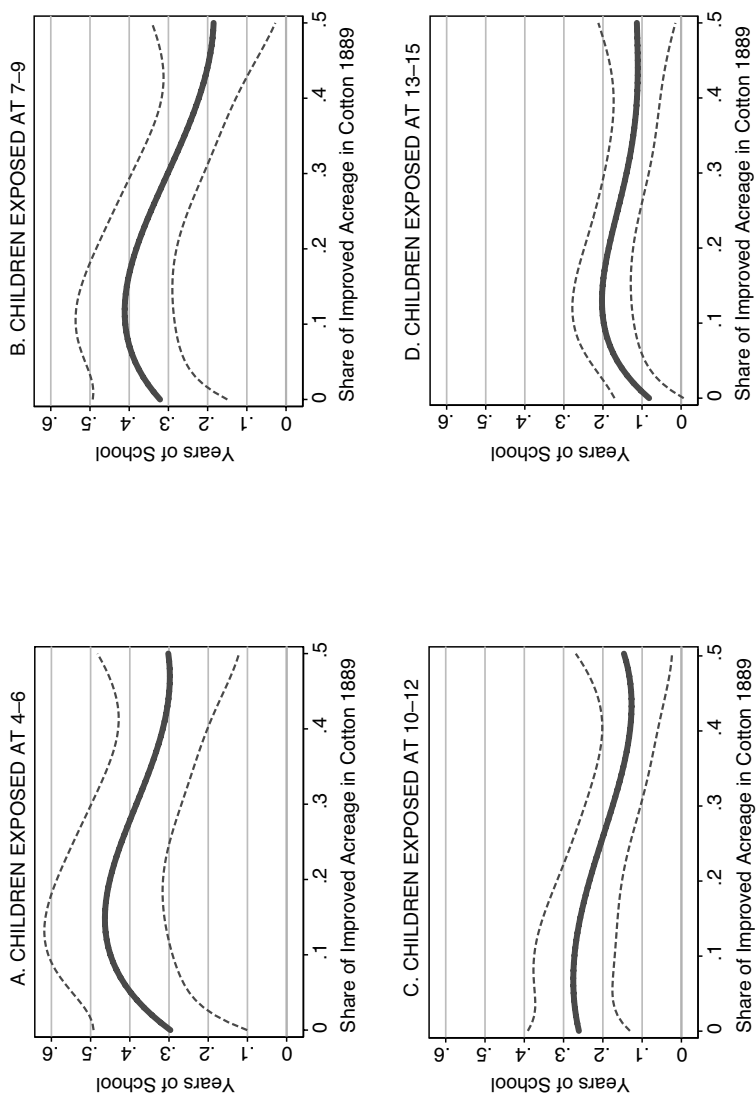 A. CHILDREN EXPOSED AT 4–6
Years of School
.6
.5
.4
.3
.2
.1
0
0 .1 .2 .3 .4 .5
Share of Improved Acreage in Cotton 1889
B. CHILDREN EXPOSED AT 7–9
Years of School
.6
.5
.4
.3
.2
.1
0
0 .1 .2 .3 .4 .5
Share of Improved Acreage in Cotton 1889
C. CHILDREN EXPOSED AT 10–12
Years of School
.6
.5
.4
.3
.2
.1
0
0 .1 .2 .3 .4 .5
Share of Improved Acreage in Cotton 1889
D. CHILDREN EXPOSED AT 13–15
Years of School
.6
.5
.4
.3
.2
.1
0
0 .1 .2 .3 .4 .5
Share of Improved Acreage in Cotton 1889